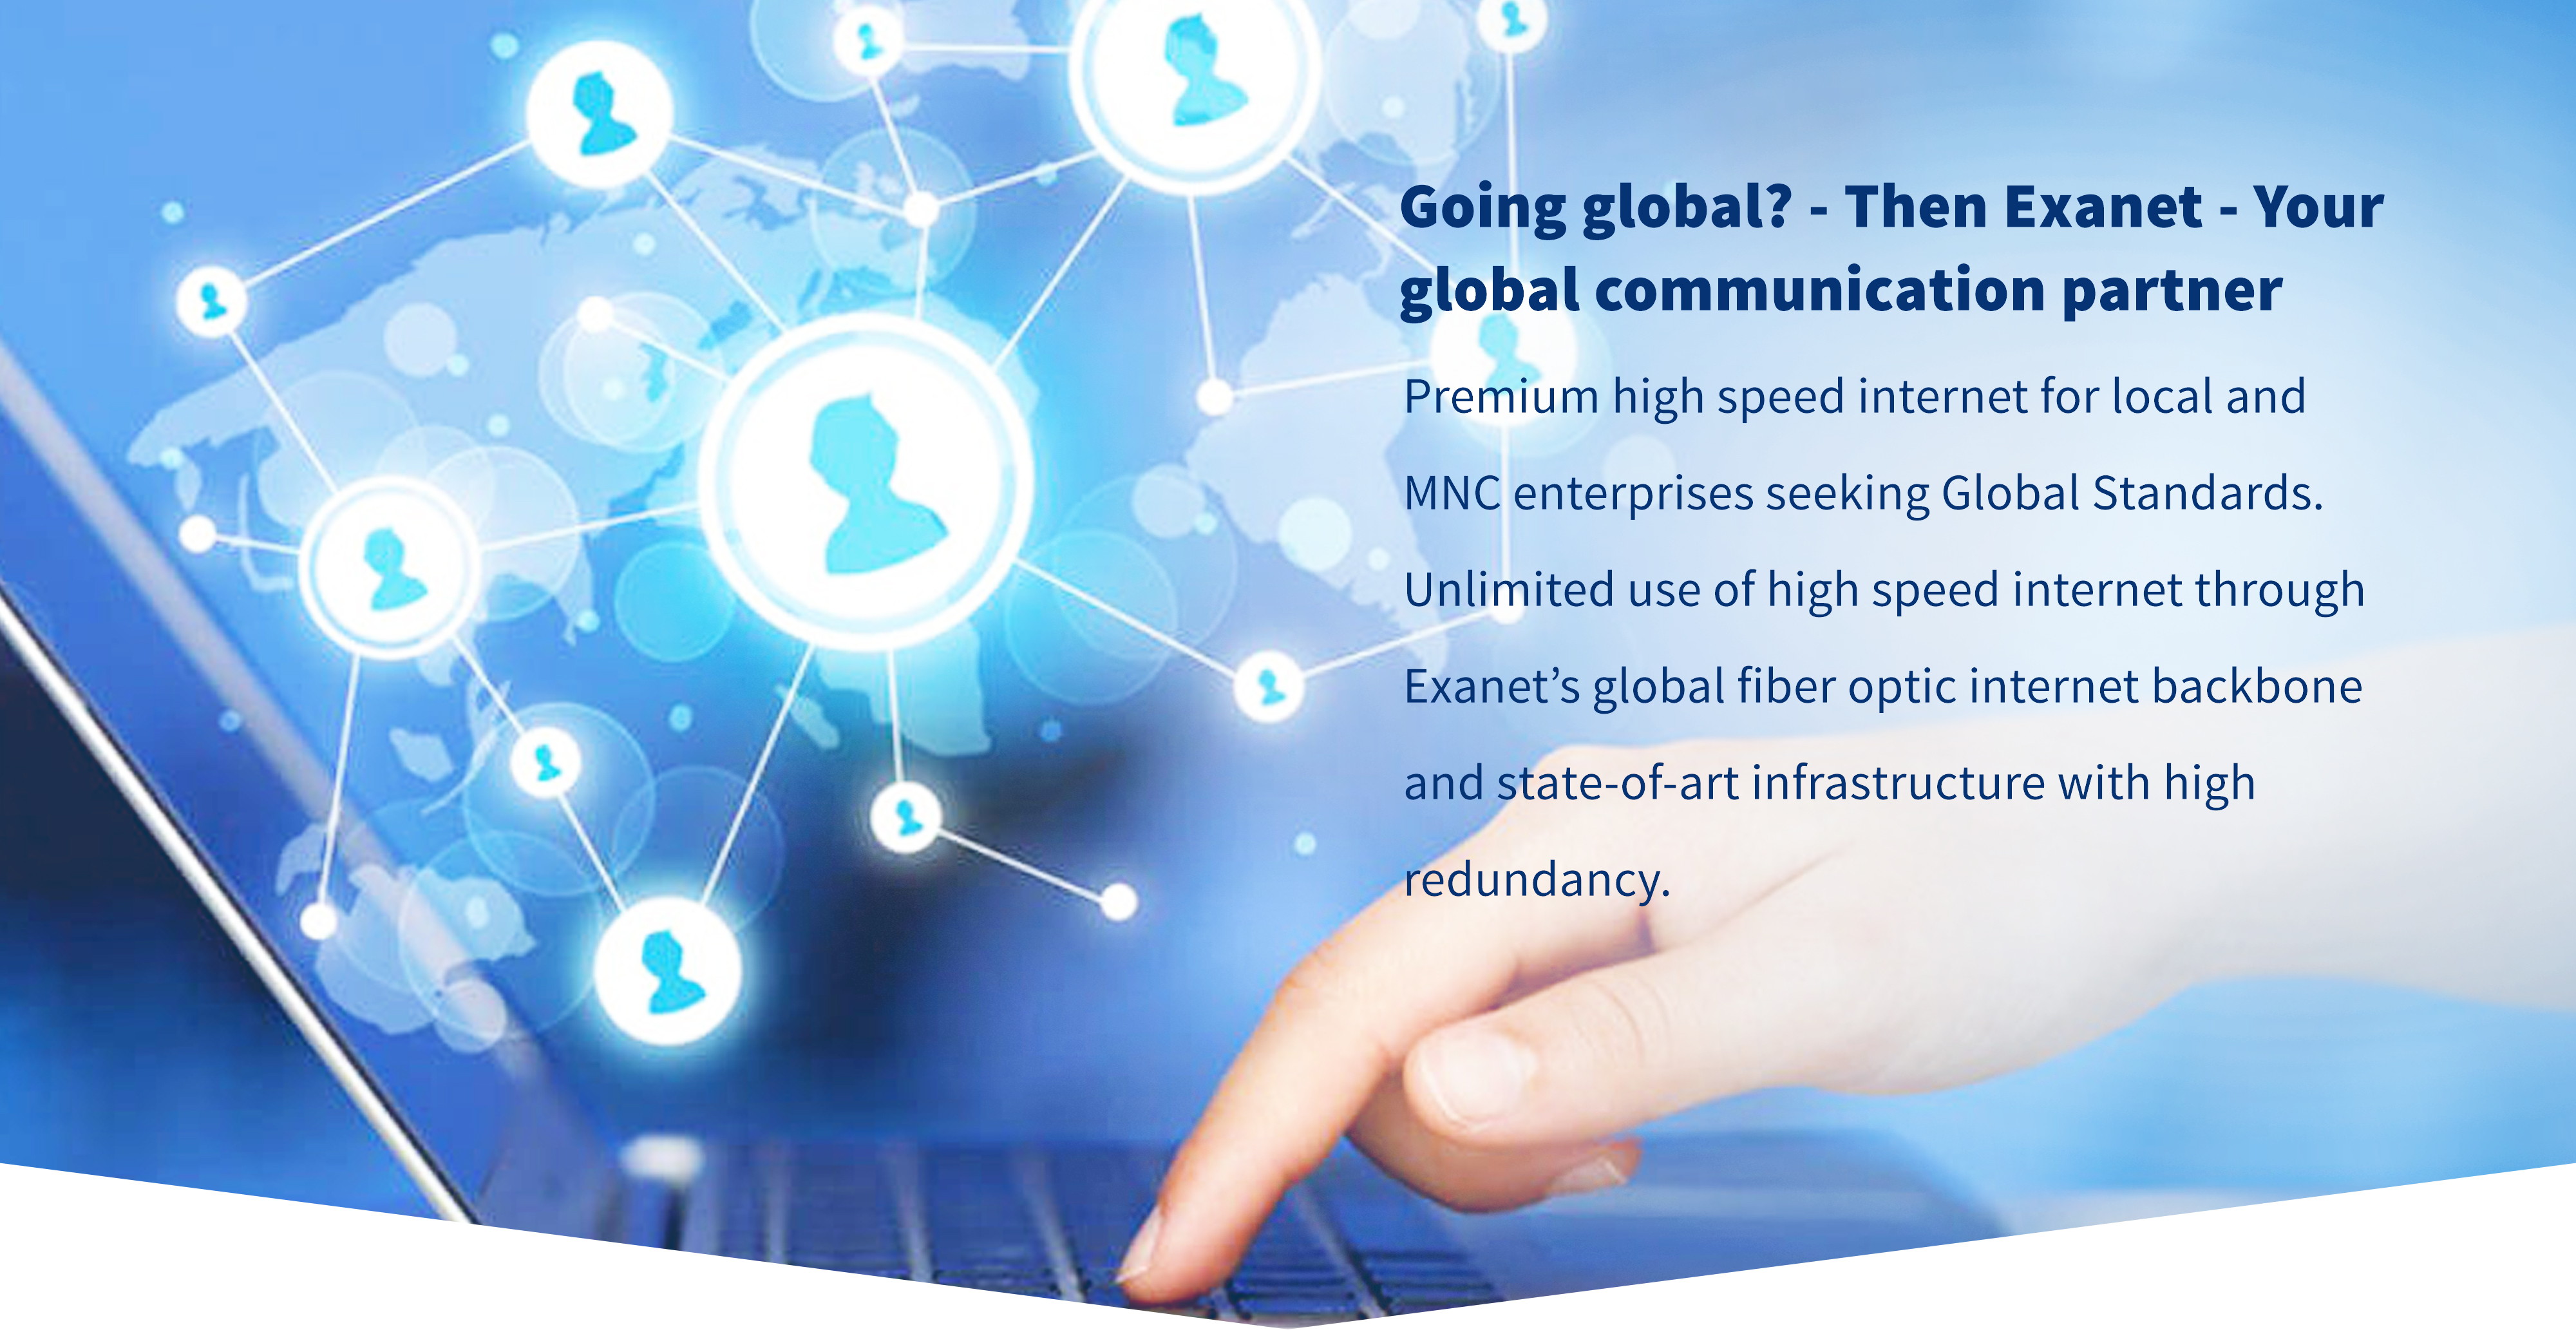 Going global? - Then Exanet - Your
global communication partner
Premium high speed internet for local and
MNC enterprises seeking Global Standards.
Unlimited use of high speed internet through
Exanet’s global fiber optic internet backbone
and state-of-art infrastructure with high
redundancy.